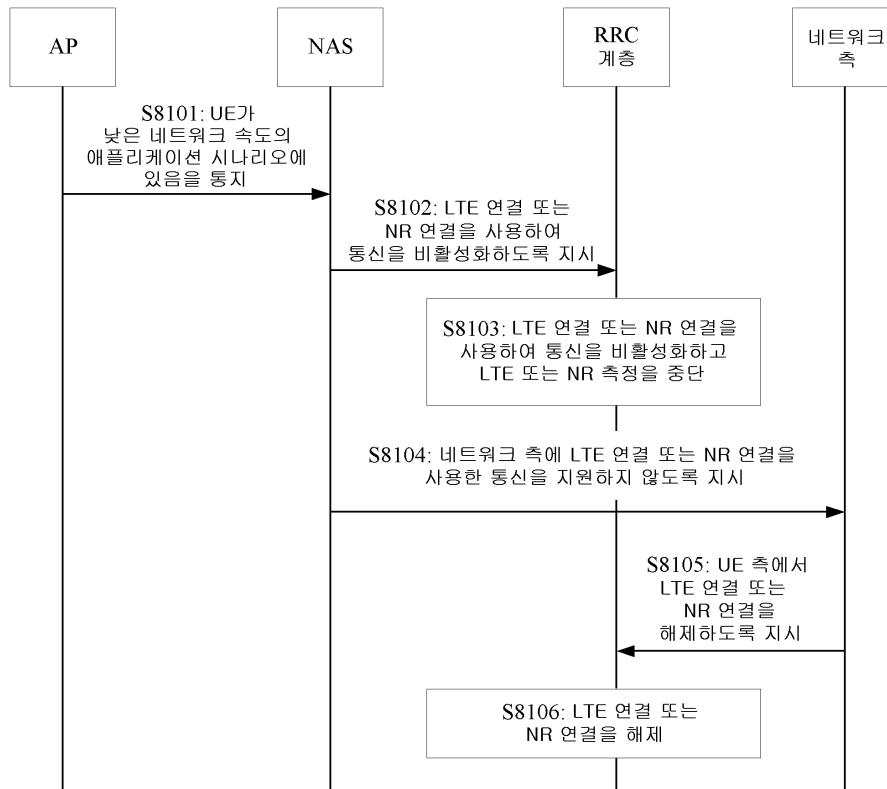 AP
NAS
RRC
계층
네트워크
측
S8101: UE가
낮은 네트워크 속도의
애플리케이션 시나리오에
있음을 통지
S8102: LTE 연결 또는
NR 연결을 사용하여
통신을 비활성화하도록 지시
S8103: LTE 연결 또는 NR 연결을
사용하여 통신을 비활성화하고
LTE 또는 NR 측정을 중단
S8104: 네트워크 측에 LTE 연결 또는 NR 연결을
사용한 통신을 지원하지 않도록 지시
S8105: UE 측에서
LTE 연결 또는
NR 연결을
해제하도록 지시
S8106: LTE 연결 또는
NR 연결을 해제